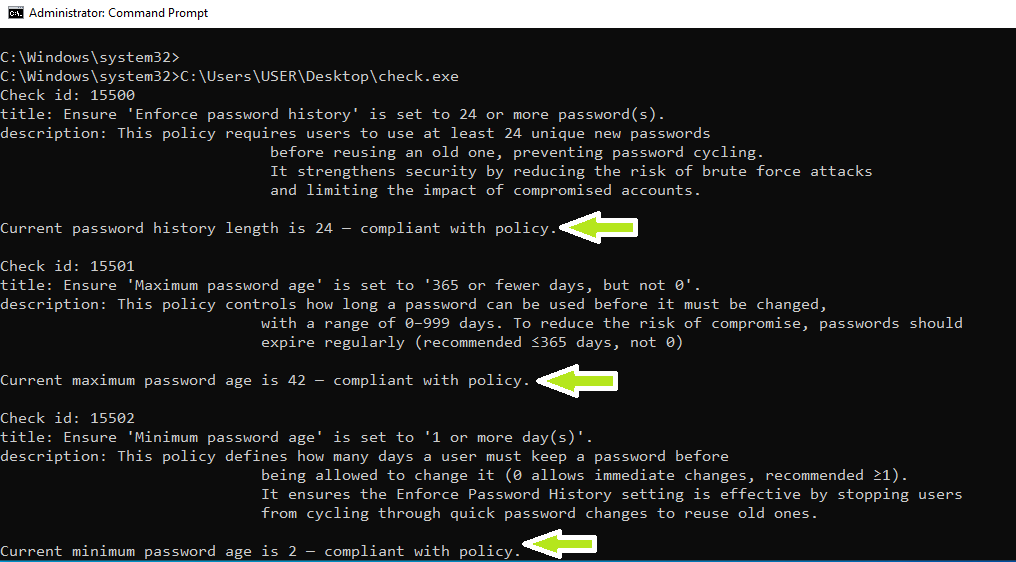 Administrator: Command Prompt
C:\Windows\system32>
C:\Windows\system32>C:\Users\USER\Desktop\check.exe
Check id: 15500
title: Ensure 'Enforce password history' is set to 24 or more password(s).
description: This policy requires users to use at least 24 unique new passwords
before reusing an old one, preventing password cycling.
It strengthens security by reducing the risk of brute force attacks
and limiting the impact of compromised accounts.
Current password history length is 24 — compliant with policy.
Check id: 15501
title: Ensure 'Maximum password age' is set to '365 or fewer days, but not 0'.
description: This policy controls how long a password can be used before it must be changed,
with a range of 0–999 days. To reduce the risk of compromise, passwords should
expire regularly (recommended ≤365 days, not 0)
Current maximum password age is 42 — compliant with policy.
Check id: 15502
title: Ensure 'Minimum password age' is set to '1 or more day(s)'.
description: This policy defines how many days a user must keep a password before
being allowed to change it (0 allows immediate changes, recommended ≥1).
It ensures the Enforce Password History setting is effective by stopping users
from cycling through quick password changes to reuse old ones.
Current minimum password age is 2 — compliant with policy.